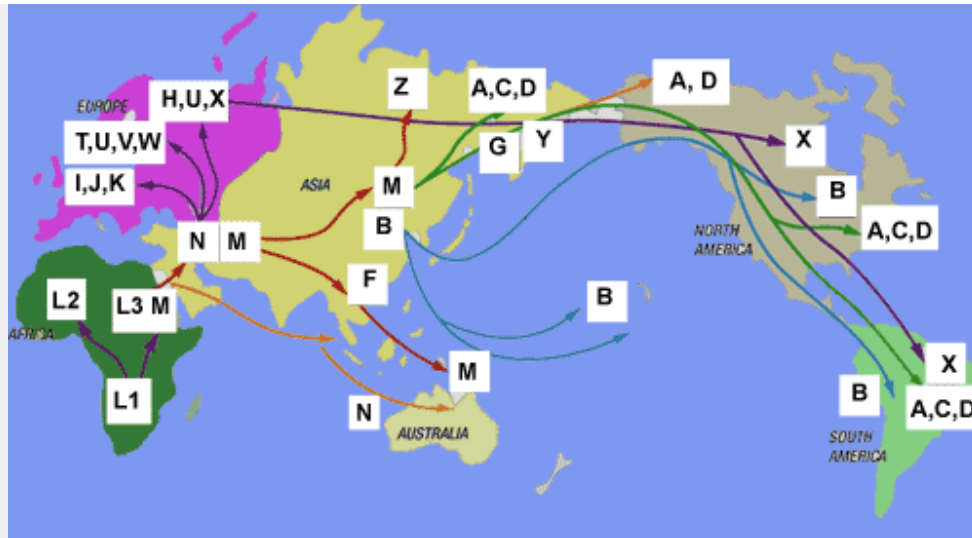 Z
A,C,D
A, D
EUROPE
H,U,X
T,U,V,W
G
Y
X
I,J,K
ASIA
M
B
B
N
M
NORTH
AMERICA
A,C,D
L2
L3 M
F
B
AFRICA
L1
M
X
N
B
A,C,D
AUSTRALIA
SOUTH
AMERICA